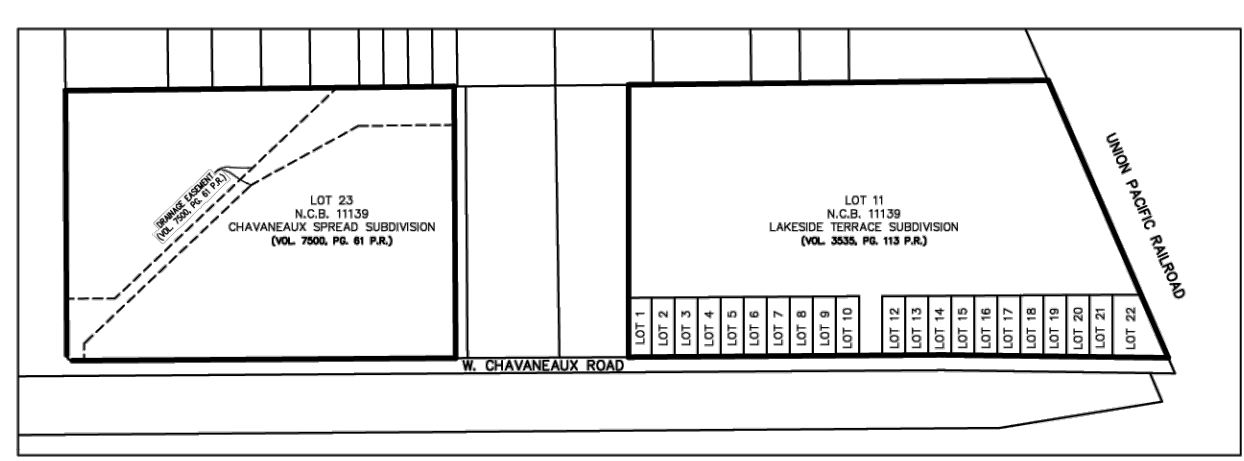 DRAINAGE EASEMENT
(VOL. 7500, PG. 61 P.R.)
LOT 23
N.C.B. 11139
CHAVANEAUX SPREAD SUBDIVISION
(VOL. 7500, PG. 61 P.R.)
LOT 11
N.C.B. 11139
LAKESIDE TERRACE SUBDIVISION
(VOL. 3535, PG. 113 P.R.)
UNION PACIFIC RAILROAD
LOT 1
LOT 2
LOT 3
LOT 4
LOT 5
LOT 6
LOT 7
LOT 8
LOT 9
LOT 10
LOT 12
LOT 13
LOT 14
LOT 15
LOT 16
LOT 17
LOT 18
LOT 19
LOT 20
LOT 21
LOT 22
W. CHAVANEAUX ROAD